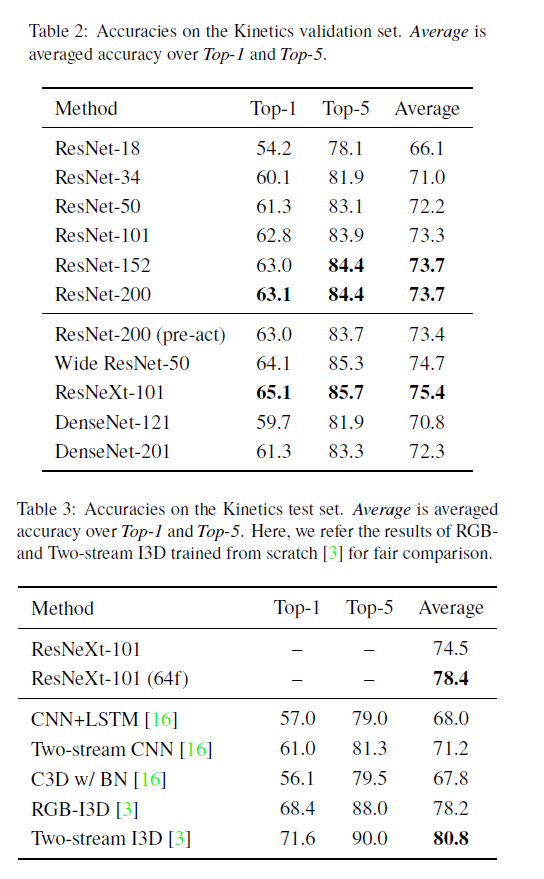 Table 2: Accuracies on the Kinetics validation set. Average is
averaged accuracy over Top-1 and Top-5.
Method Top-1 Top-5 Average
ResNet-18 54.2 78.1 66.1
ResNet-34 60.1 81.9 71.0
ResNet-50 61.3 83.1 72.2
ResNet-101 62.8 83.9 73.3
ResNet-152 63.0 84.4 73.7
ResNet-200 63.1 84.4 73.7
ResNet-200 (pre-act) 63.0 83.7 73.4
Wide ResNet-50 64.1 85.3 74.7
ResNeXt-101 65.1 85.7 75.4
DenseNet-121 59.7 81.9 70.8
DenseNet-201 61.3 83.3 72.3
Table 3: Accuracies on the Kinetics test set. Average is averaged
accuracy over Top-1 and Top-5. Here, we refer the results of RGB-
and Two-stream I3D trained from scratch [3] for fair comparison.
Method Top-1 Top-5 Average
ResNeXt-101 – – 74.5
ResNeXt-101 (64f) – – 78.4
CNN+LSTM [16] 57.0 79.0 68.0
Two-stream CNN [16] 61.0 81.3 71.2
C3D w/ BN [16] 56.1 79.5 67.8
RGB-I3D [3] 68.4 88.0 78.2
Two-stream I3D [3] 71.6 90.0 80.8